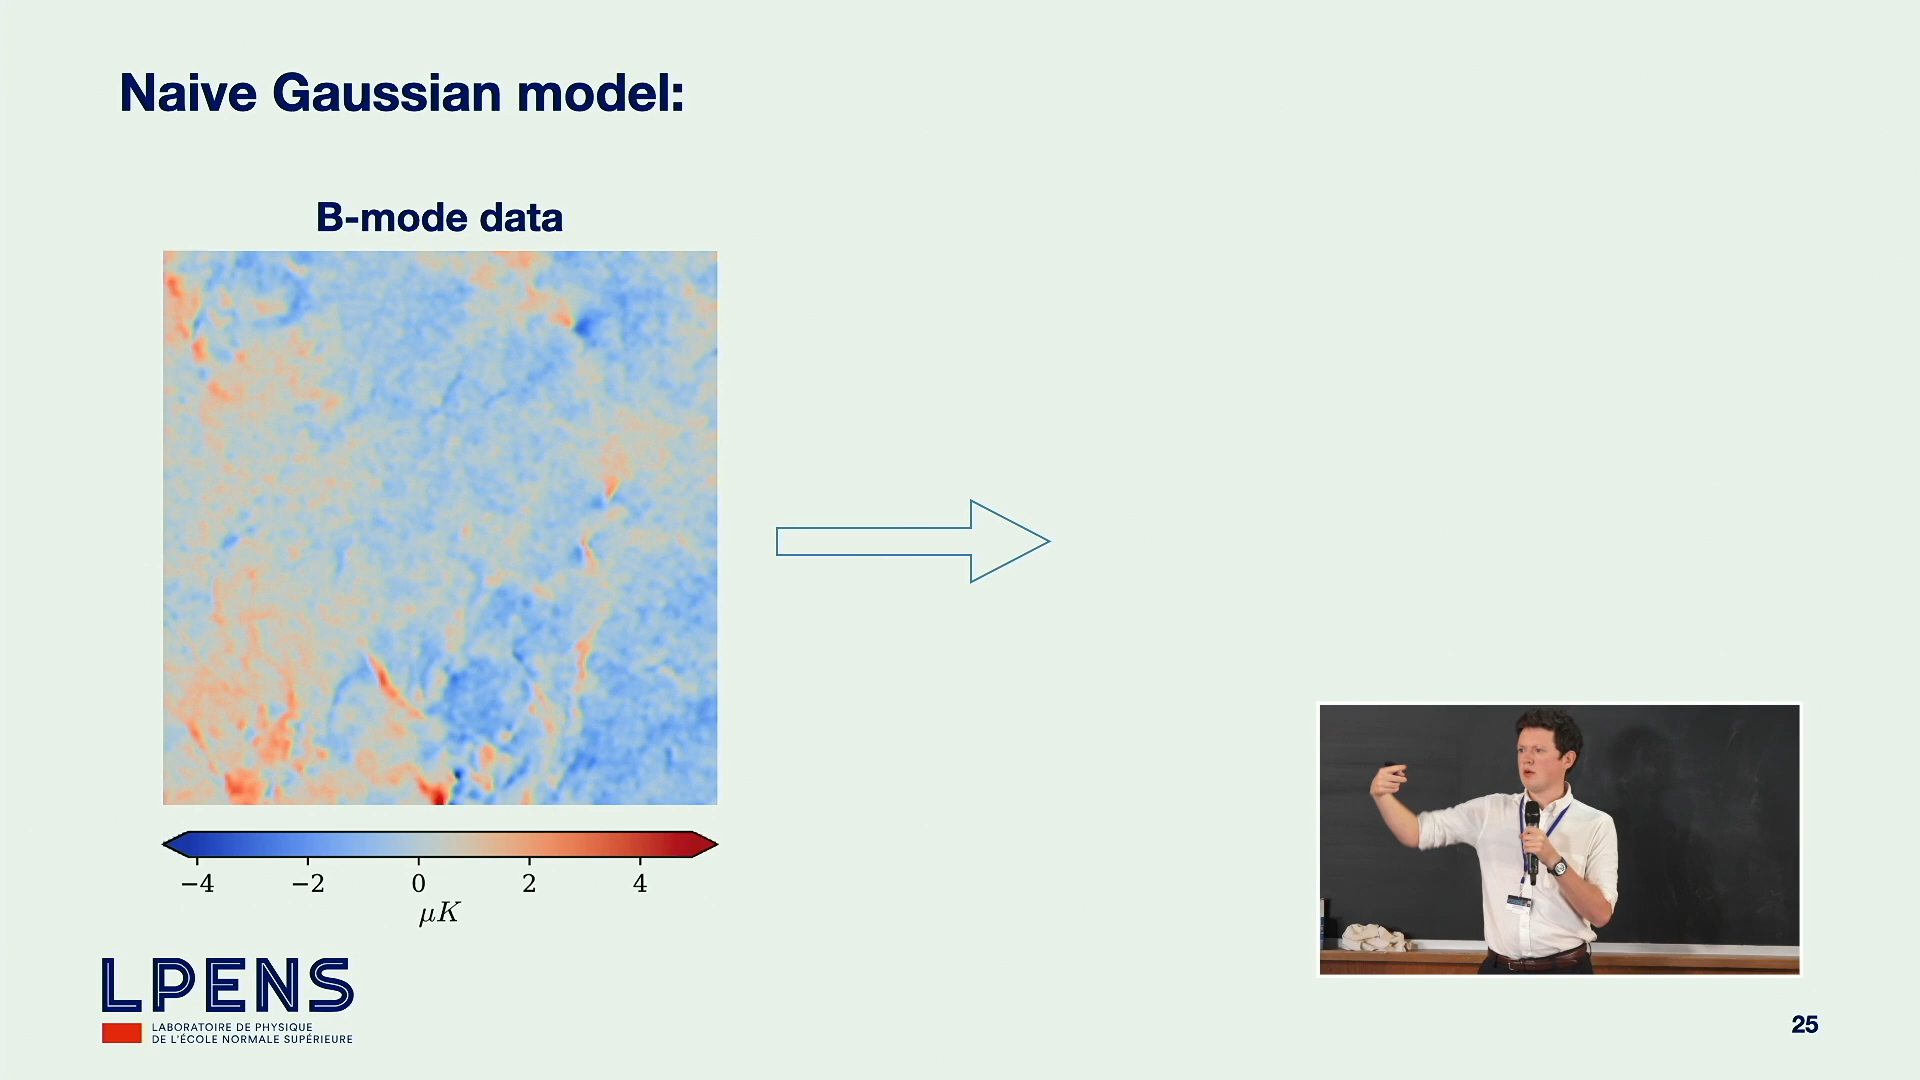 Naive Gaussian model:
B-mode data
−4 −2 0 2 4
μK
LPENS
LABORATOIRE DE PHYSIQUE
DE L'ÉCOLE NORMALE SUPÉRIEURE
25